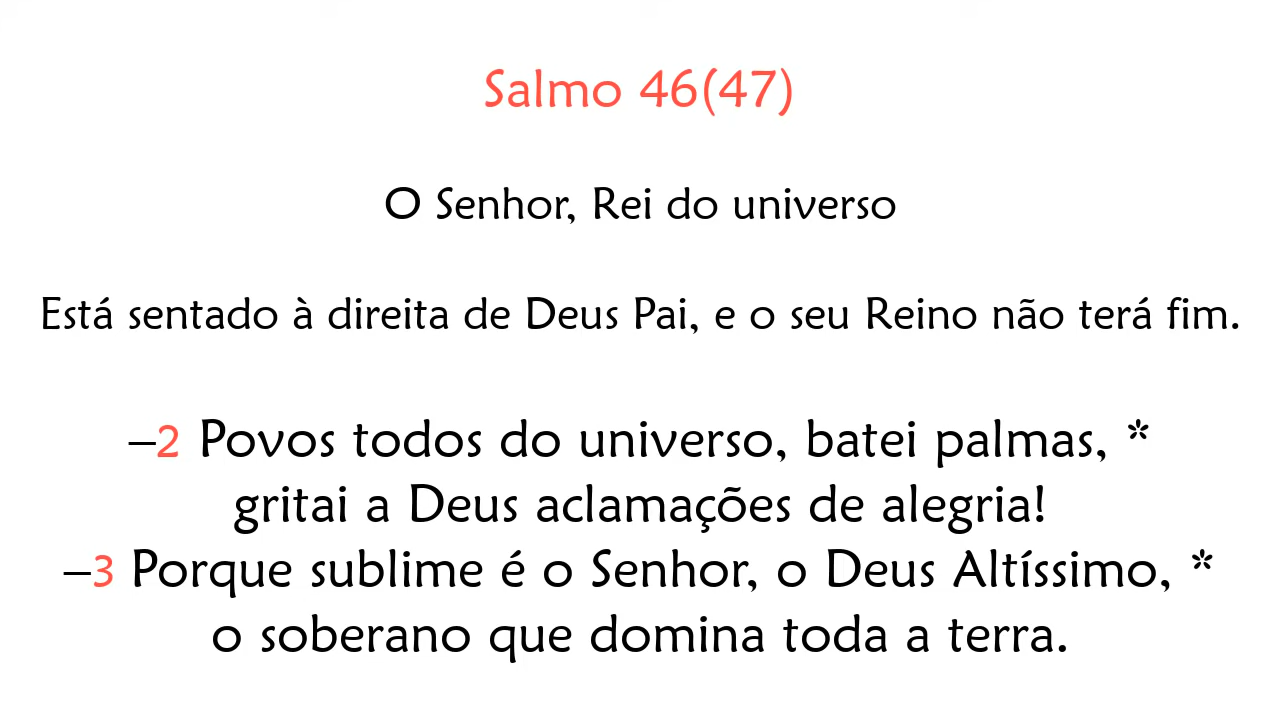 Salmo 46(47)
O Senhor, Rei do universo
Está sentado à direita de Deus Pai, e o seu Reino não terá fim.
–2 Povos todos do universo, batei palmas, *
gritai a Deus aclamações de alegria!
–3 Porque sublime é o Senhor, o Deus Altíssimo, *
o soberano que domina toda a terra.